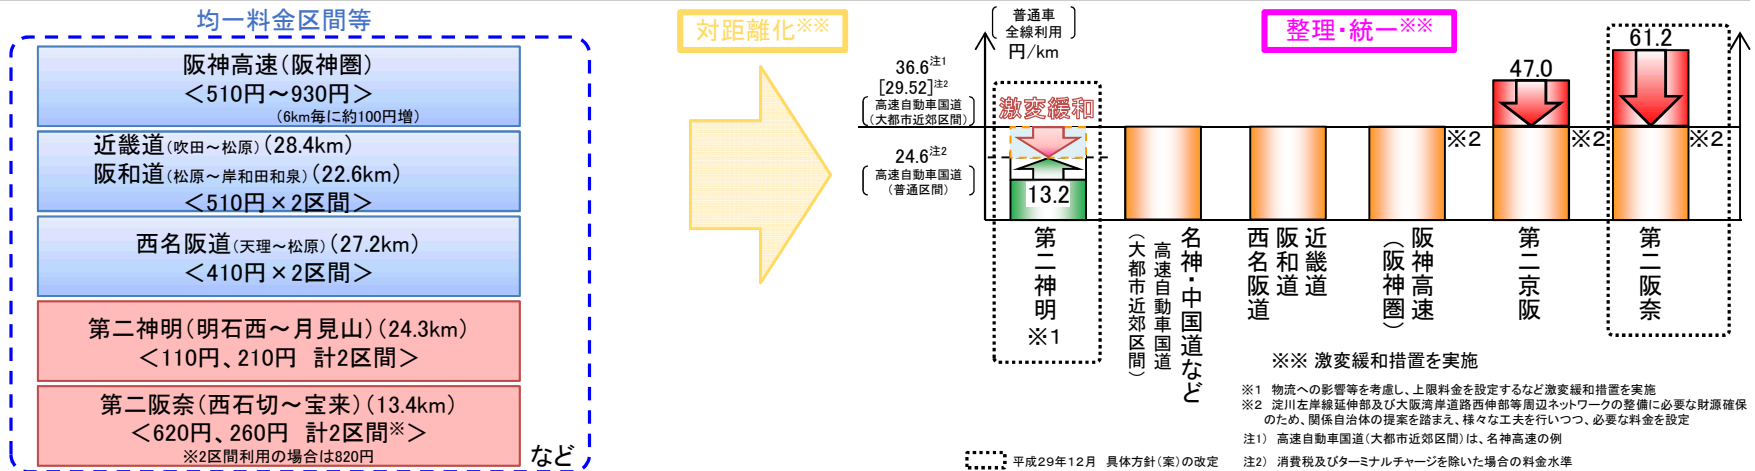 均一料金区間等
阪神高速(阪神圏)
＜510円～930円＞
(6km毎に約100円増)
近畿道(吹田～松原)(28.4km)
阪和道(松原～岸和田和泉)(22.6km)
＜510円×2区間＞
西名阪道(天理～松原)(27.2km)
＜410円×2区間＞
第二神明(明石西～月見山)(24.3km)
＜110円、210円 計2区間＞
第二阪奈(西石切～宝来)(13.4km)
＜620円、260円 計2区間※＞
※2区間利用の場合は820円
など
対距離化※※
整理・統一※※
普通車
全線利用
円/km
36.6注1
[29.52]注2
高速自動車国道
(大都市近郊区間)
24.6注2
高速自動車国道
(普通区間)
激変緩和
13.2
47.0
61.2
※2
※2
※2
第二神明
※1
名神・中国道など
高速自動車国道
(大都市近郊区間)
近畿道
阪和道
西名阪道
阪神高速
(阪神圏)
第二京阪
第二阪奈
※※ 激変緩和措置を実施
※1 物流への影響等を考慮し、上限料金を設定するなど激変緩和措置を実施
※2 淀川左岸線延伸部及び大阪湾岸道路西伸部等周辺ネットワークの整備に必要な財源確保
のため、関係自治体の提案を踏まえ、様々な工夫を行いつつ、必要な料金を設定
注1) 高速自動車国道(大都市近郊区間)は、名神高速の例
注2) 消費税及びターミナルチャージを除いた場合の料金水準
平成29年12月 具体方針(案)の改定